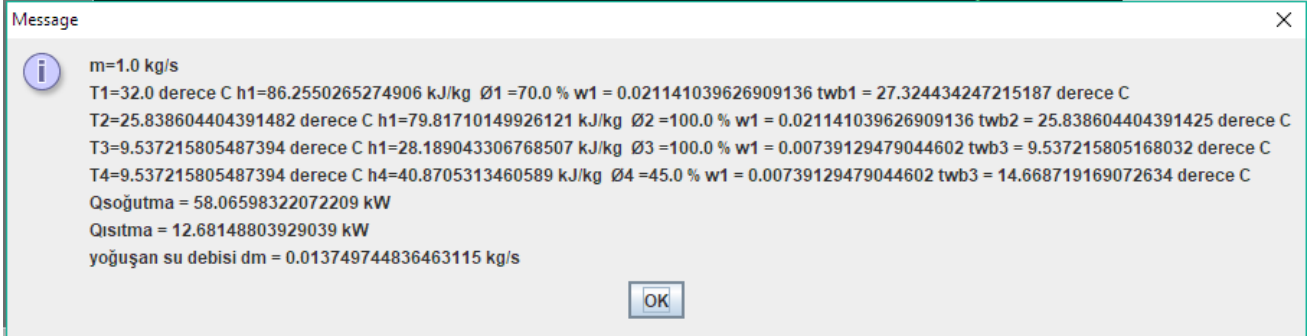 Message
m=1.0 kg/s
T1=32.0 derece C h1=86.2550265274906 kJ/kg Ø1 =70.0 % w1 = 0.021141039626909136 twb1 = 27.324434247215187 derece C
T2=25.838604404391482 derece C h1=79.81710149926121 kJ/kg Ø2 =100.0 % w1 = 0.021141039626909136 twb2 = 25.838604404391425 derece C
T3=9.537215805487394 derece C h1=28.189043306768507 kJ/kg Ø3 =100.0 % w1 = 0.00739129479044602 twb3 = 9.537215805168032 derece C
T4=9.537215805487394 derece C h4=40.8705313460589 kJ/kg Ø4 =45.0 % w1 = 0.00739129479044602 twb3 = 14.668719169072634 derece C
Qsoğutma = 58.06598322072209 kW
Qısıtma = 12.68148803929039 kW
yoğuşan su debisi dm = 0.013749744836463115 kg/s
OK